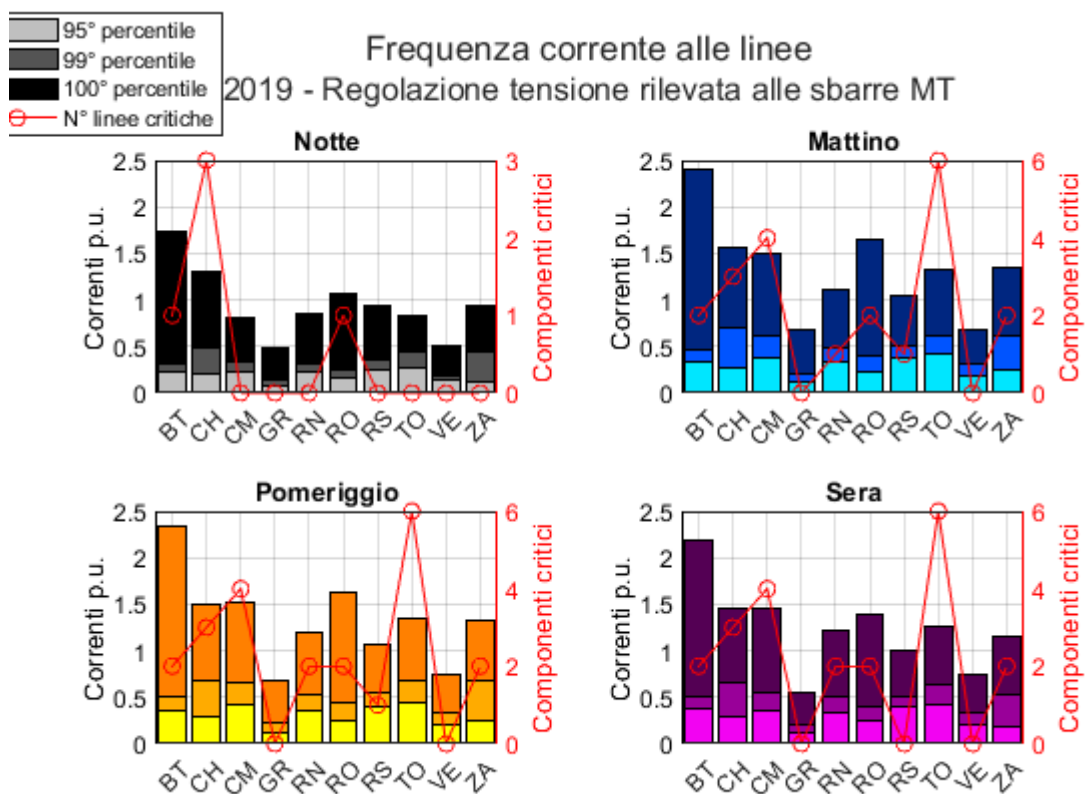 95° percentile
99° percentile
100° percentile
N° linee critiche
Frequenza corrente alle linee
2019 - Regolazione tensione rilevata alle sbarre MT
Notte
Correnti p.u.
2.5
2
1.5
1
0.5
0
BT CH CM GR RN RO RS TO VE ZA
3
2
1
0
Componenti critici
Mattino
Correnti p.u.
2.5
2
1.5
1
0.5
0
BT CH CM GR RN RO RS TO VE ZA
6
4
2
0
Componenti critici
Pomeriggio
Correnti p.u.
2.5
2
1.5
1
0.5
0
BT CH CM GR RN RO RS TO VE ZA
6
4
2
0
Componenti critici
Sera
Correnti p.u.
2.5
2
1.5
1
0.5
0
BT CH CM GR RN RO RS TO VE ZA
6
4
2
0
Componenti critici